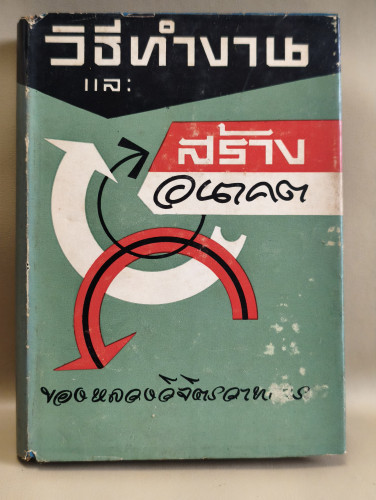 วิธีทำงาน
และ
สร้าง
อนาคต
ของหลวงวิจิตรวาทการ